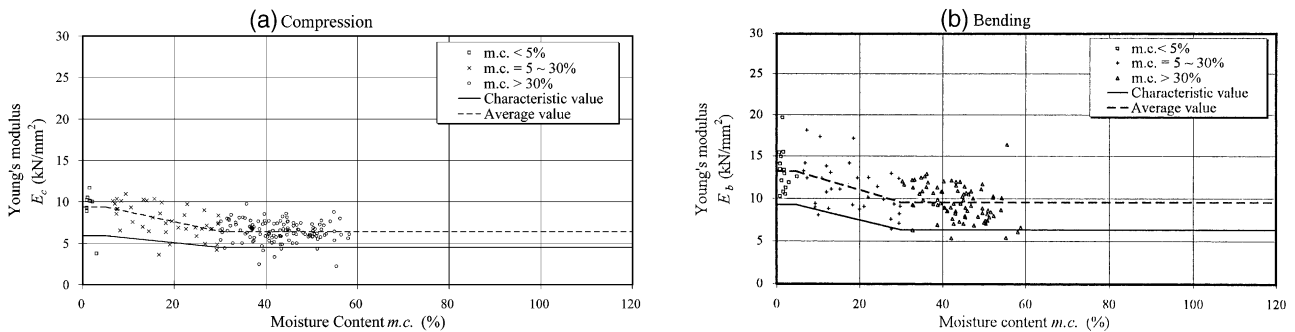 (a) Compression
30
25
20
15
10
5
0
0 20 40 60 80 100 120
Young's modulus
E_c (kN/mm²)
Moisture Content m.c. (%)
m.c. < 5%
m.c. = 5 ~ 30%
m.c. > 30%
Characteristic value
Average value
(b) Bending
30
25
20
15
10
5
0
0 20 40 60 80 100 120
Young's modulus
E_b (kN/mm²)
Moisture content m.c. (%)
m.c.< 5%
m.c. = 5 ~ 30%
m.c. > 30%
Characteristic value
Average value